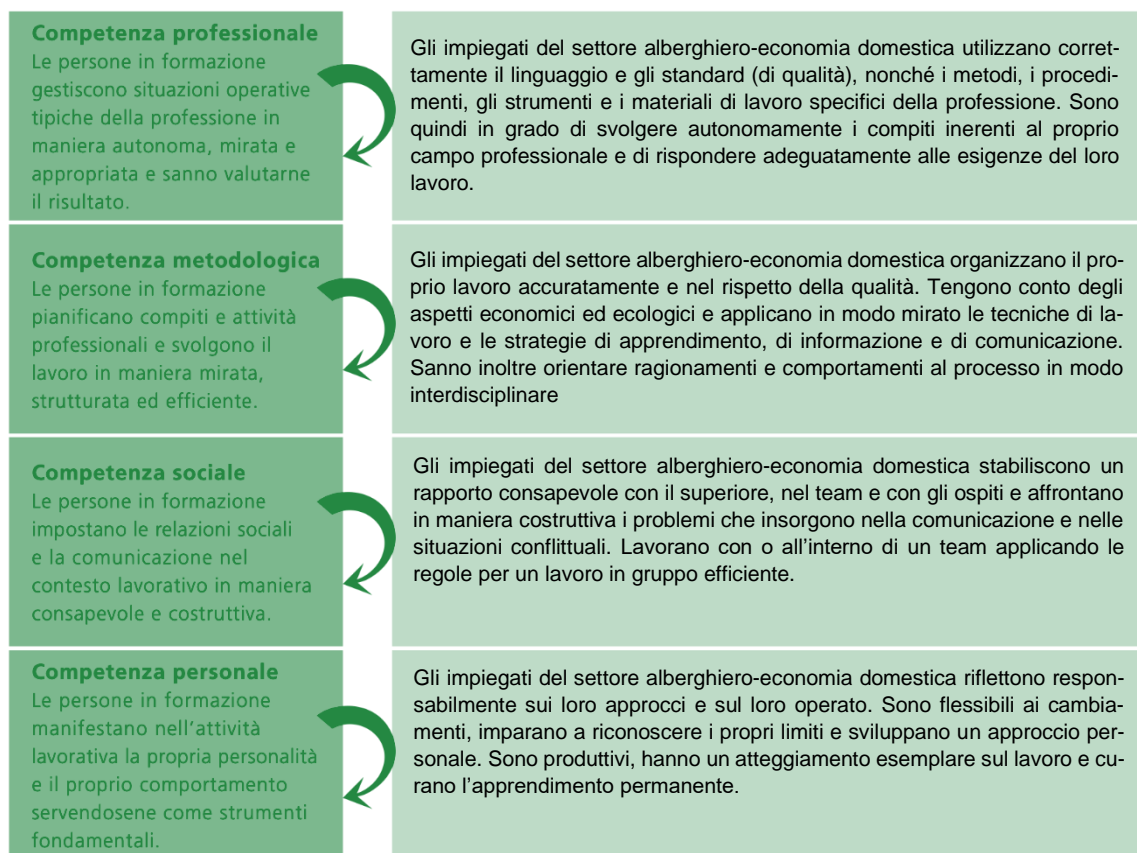 Competenza professionale
Le persone in formazione
gestiscono situazioni operative
tipiche della professione in
maniera autonoma, mirata e
appropriata e sanno valutarne
il risultato.
Gli impiegati del settore alberghiero-economia domestica utilizzano corret-
tamente il linguaggio e gli standard (di qualità), nonché i metodi, i procedi-
menti, gli strumenti e i materiali di lavoro specifici della professione. Sono
quindi in grado di svolgere autonomamente i compiti inerenti al proprio
campo professionale e di rispondere adeguatamente alle esigenze del loro
lavoro.
Competenza metodologica
Le persone in formazione
pianificano compiti e attività
professionali e svolgono il
lavoro in maniera mirata,
strutturata ed efficiente.
Gli impiegati del settore alberghiero-economia domestica organizzano il pro-
prio lavoro accuratamente e nel rispetto della qualità. Tengono conto degli
aspetti economici ed ecologici e applicano in modo mirato le tecniche di la-
voro e le strategie di apprendimento, di informazione e di comunicazione.
Sanno inoltre orientare ragionamenti e comportamenti al processo in modo
interdisciplinare
Competenza sociale
Le persone in formazione
impostano le relazioni sociali
e la comunicazione nel
contesto lavorativo in maniera
consapevole e costruttiva.
Gli impiegati del settore alberghiero-economia domestica stabiliscono un
rapporto consapevole con il superiore, nel team e con gli ospiti e affrontano
in maniera costruttiva i problemi che insorgono nella comunicazione e nelle
situazioni conflittuali. Lavorano con o all’interno di un team applicando le
regole per un lavoro in gruppo efficiente.
Competenza personale
Le persone in formazione
manifestano nell’attività
lavorativa la propria personalità
e il proprio comportamento
servendosene come strumenti
fondamentali.
Gli impiegati del settore alberghiero-economia domestica riflettono respon-
sabilmente sui loro approcci e sul loro operato. Sono flessibili ai cambia-
menti, imparano a riconoscere i propri limiti e sviluppano un approccio per-
sonale. Sono produttivi, hanno un atteggiamento esemplare sul lavoro e cu-
rano l’apprendimento permanente.